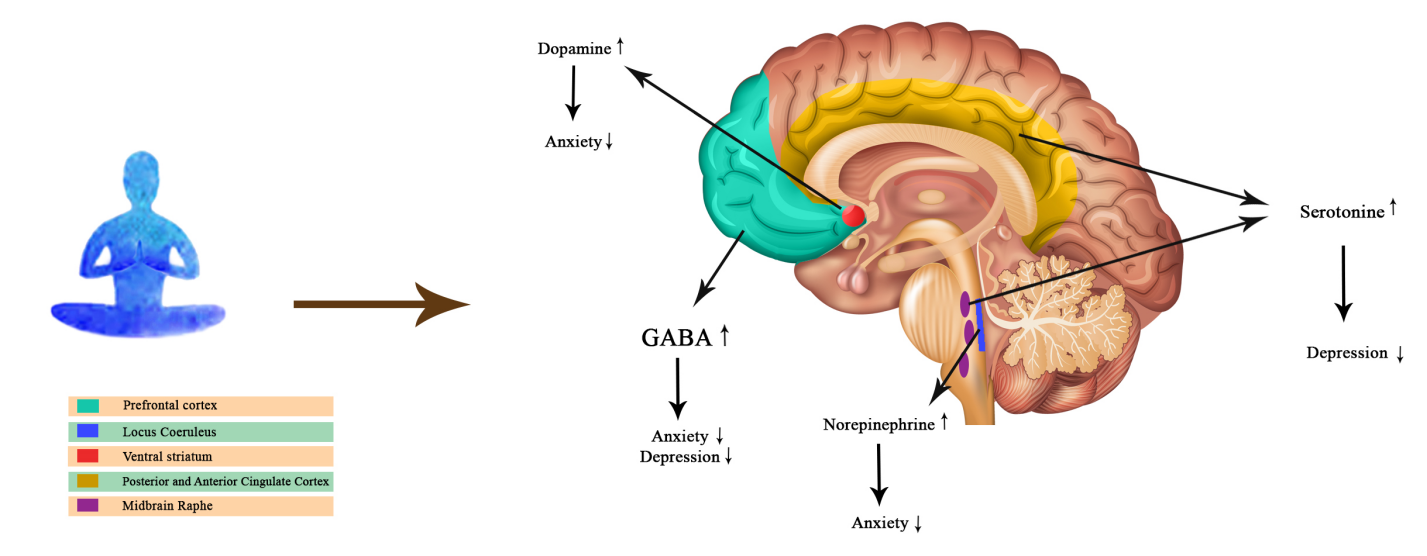 Dopamine ↑
Anxiety ↓
Serotonine ↑
Depression ↓
GABA ↑
Anxiety ↓
Depression ↓
Norepinephrine ↑
Anxiety ↓
Prefrontal cortex
Locus Coeruleus
Ventral striatum
Posterior and Anterior Cingulate Cortex
Midbrain Raphe